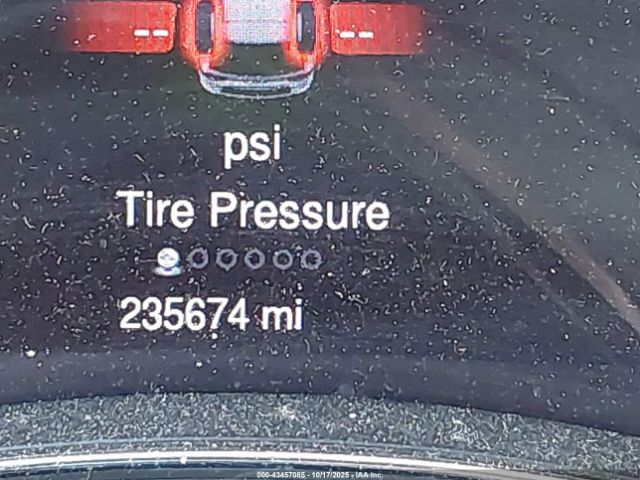 -- --
psi
Tire Pressure
235674 mi
000-43457085 - 10/17/2025 - IAA Inc.